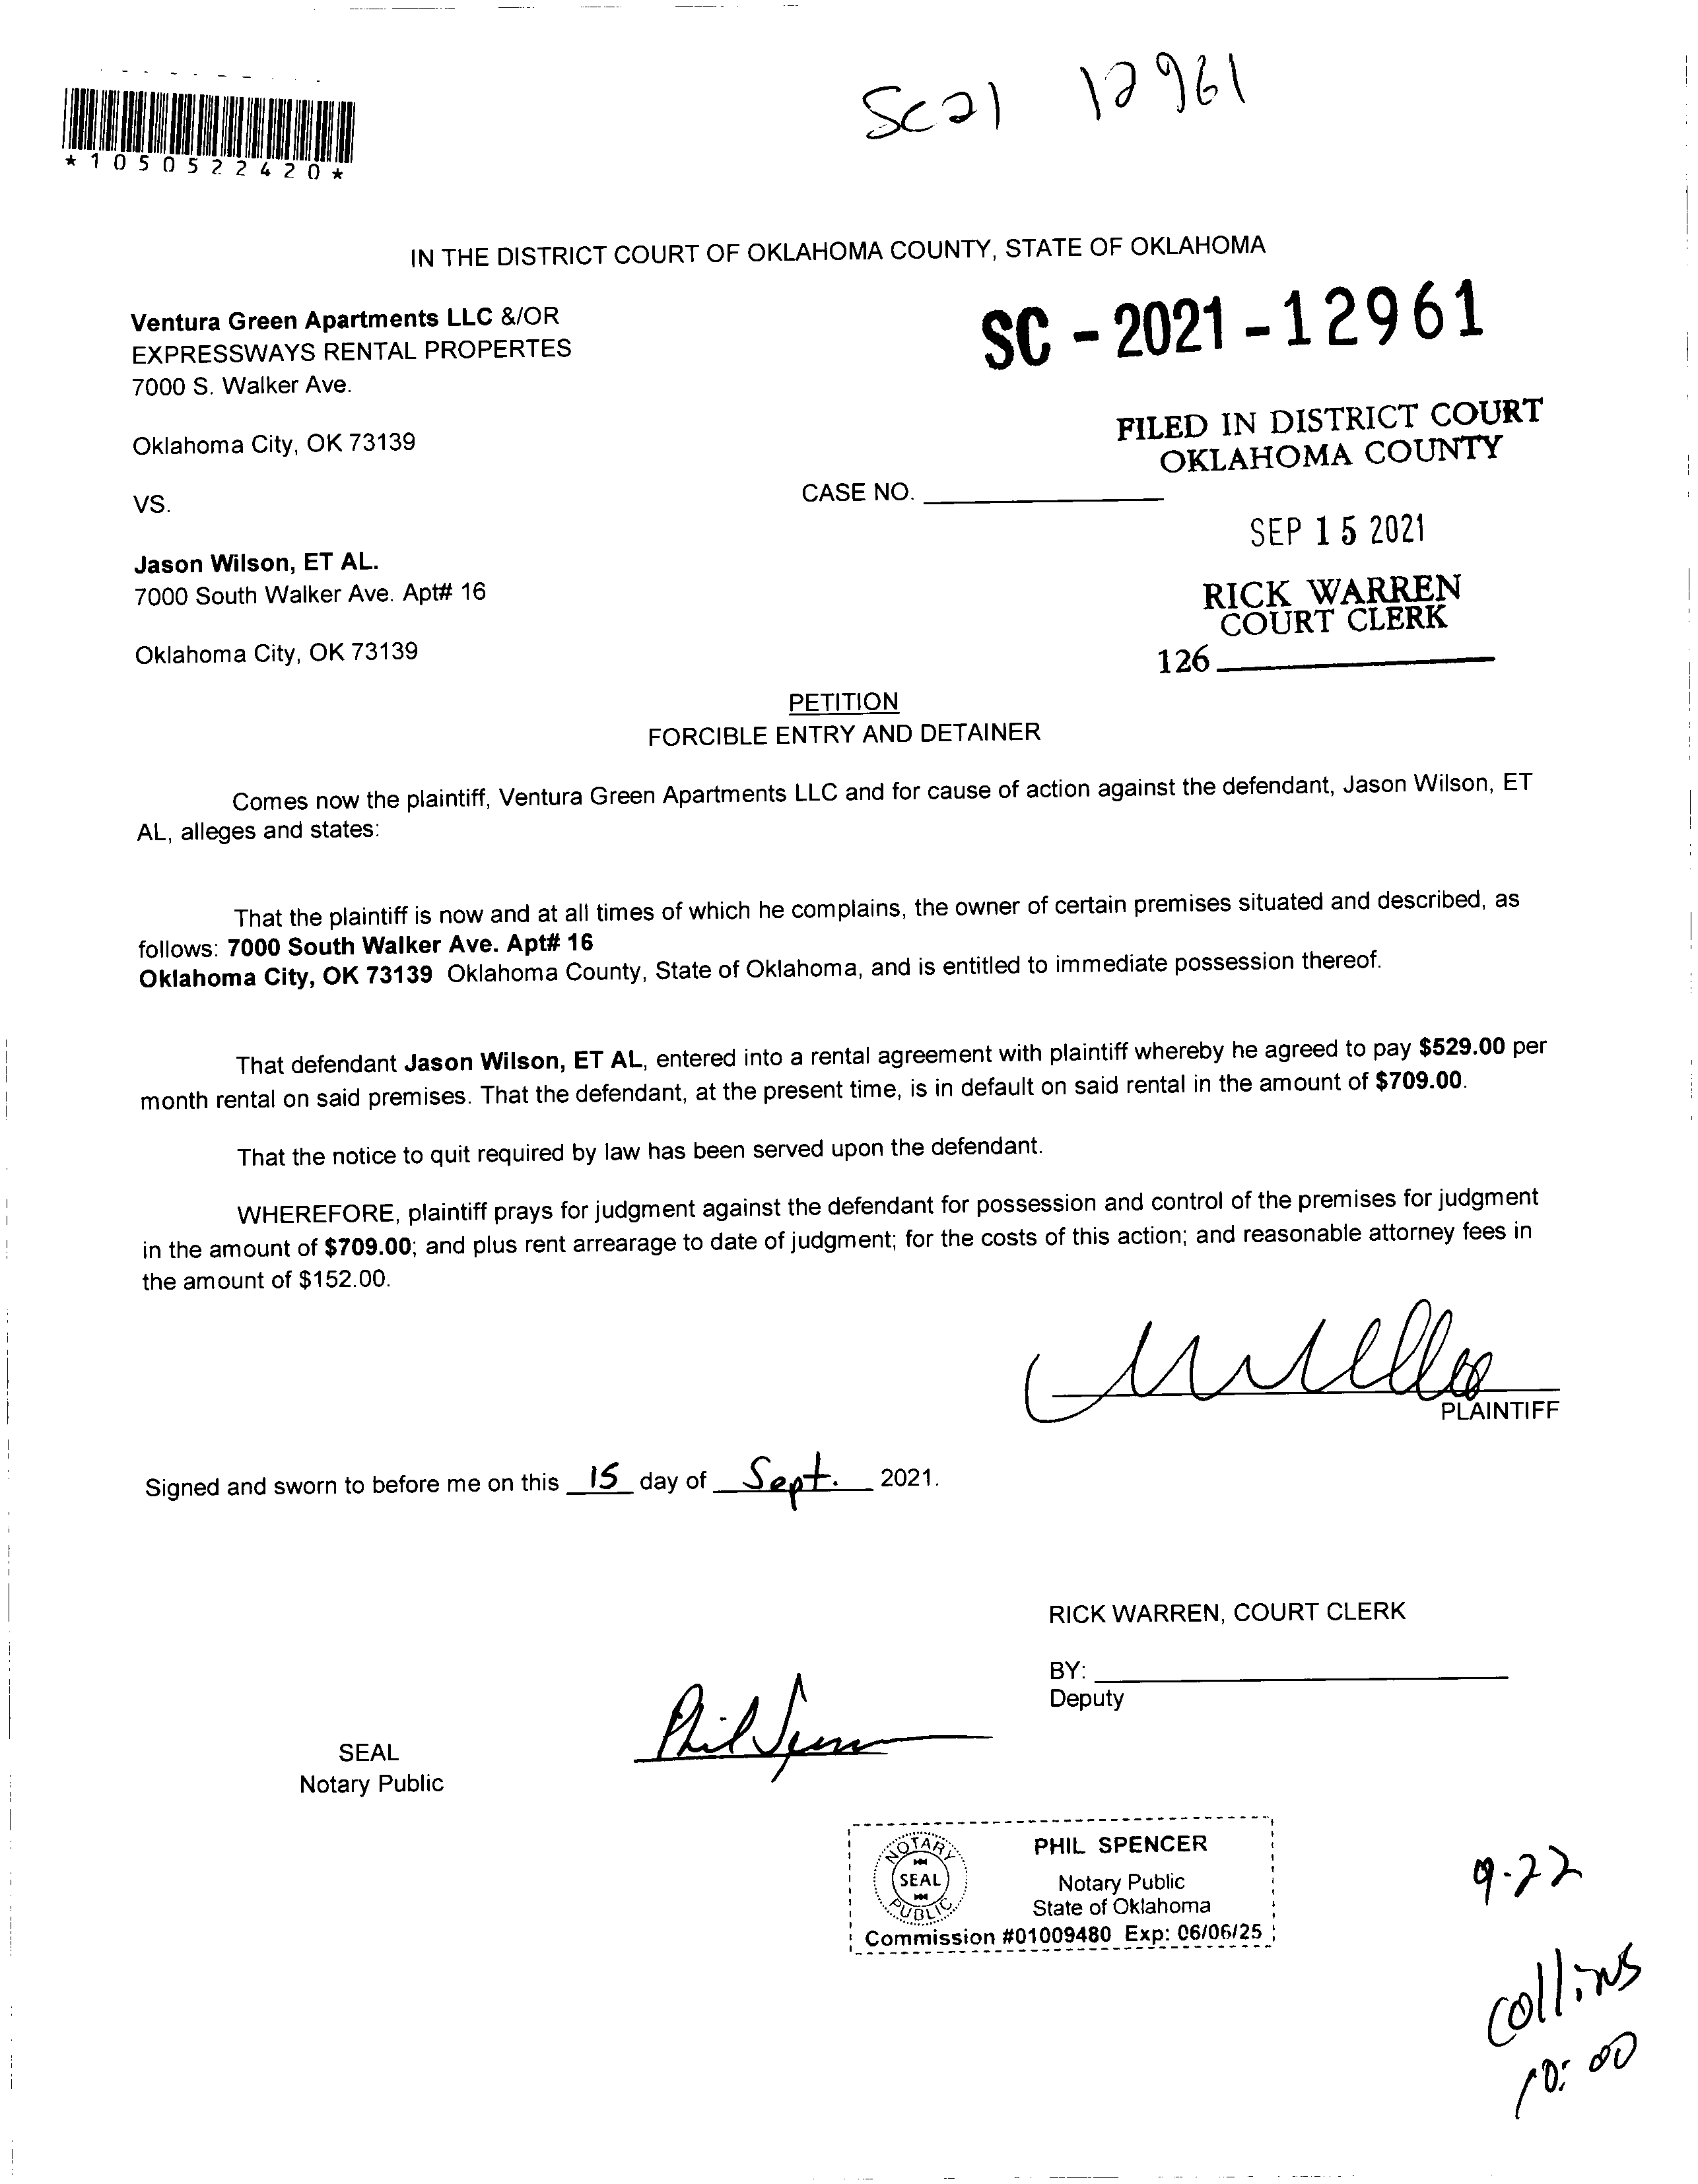 SC21 12961
*1050522420*
IN THE DISTRICT COURT OF OKLAHOMA COUNTY, STATE OF OKLAHOMA
Ventura Green Apartments LLC &/OR
EXPRESSWAYS RENTAL PROPERTES
7000 S. Walker Ave.
SC - 2021 - 12961
Oklahoma City, OK 73139
FILED IN DISTRICT COURT
OKLAHOMA COUNTY
VS.
CASE NO.
SEP 15 2021
Jason Wilson, ET AL.
7000 South Walker Ave. Apt# 16
RICK WARREN
COURT CLERK
Oklahoma City, OK 73139
126
PETITION
FORCIBLE ENTRY AND DETAINER
Comes now the plaintiff, Ventura Green Apartments LLC and for cause of action against the defendant, Jason Wilson, ET
AL, alleges and states:
That the plaintiff is now and at all times of which he complains, the owner of certain premises situated and described, as
follows: 7000 South Walker Ave. Apt# 16
Oklahoma City, OK 73139 Oklahoma County, State of Oklahoma, and is entitled to immediate possession thereof.
That defendant Jason Wilson, ET AL, entered into a rental agreement with plaintiff whereby he agreed to pay $529.00 per
month rental on said premises. That the defendant, at the present time, is in default on said rental in the amount of $709.00.
That the notice to quit required by law has been served upon the defendant.
WHEREFORE, plaintiff prays for judgment against the defendant for possession and control of the premises for judgment
in the amount of $709.00; and plus rent arrearage to date of judgment; for the costs of this action; and reasonable attorney fees in
the amount of $152.00.
PLAINTIFF
Signed and sworn to before me on this 15 day of Sept. 2021.
RICK WARREN, COURT CLERK
BY:
Deputy
Phil Spencer
SEAL
Notary Public
NOTARY
SEAL
PUBLIC
PHIL SPENCER
Notary Public
State of Oklahoma
Commission #01009480 Exp: 06/06/25
9-22
Collins
10:00